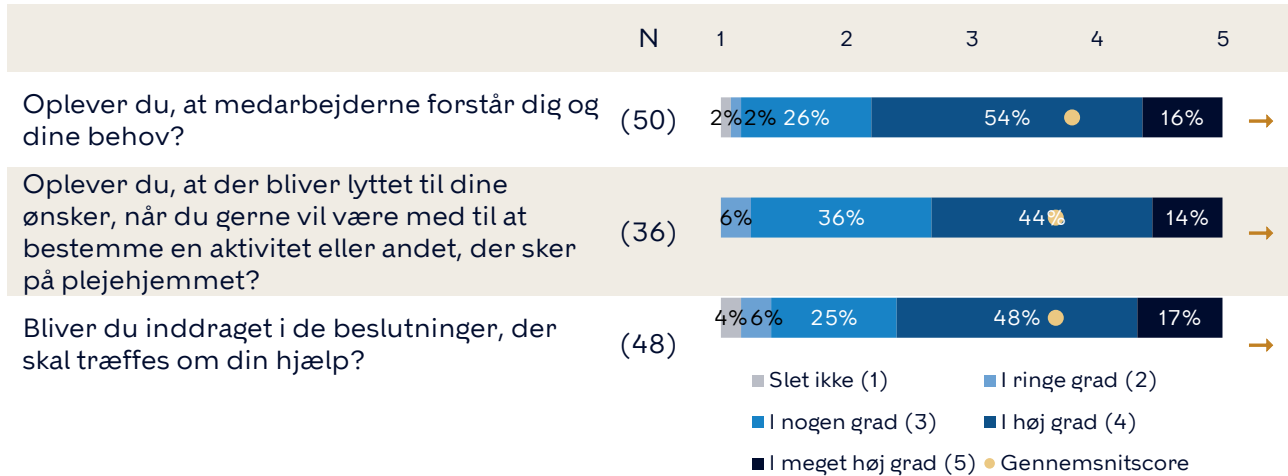 N 1 2 3 4 5
Oplever du, at medarbejderne forstår dig og
dine behov?
(50) 2% 2% 26% 54% 16% →
Oplever du, at der bliver lyttet til dine
ønsker, når du gerne vil være med til at
bestemme en aktivitet eller andet, der sker
på plejehjemmet?
(36) 6% 36% 44% 14% →
Bliver du inddraget i de beslutninger, der
skal træffes om din hjælp?
(48) 4% 6% 25% 48% 17% →
Slet ikke (1) I ringe grad (2)
I nogen grad (3) I høj grad (4)
I meget høj grad (5) Gennemsnitscore